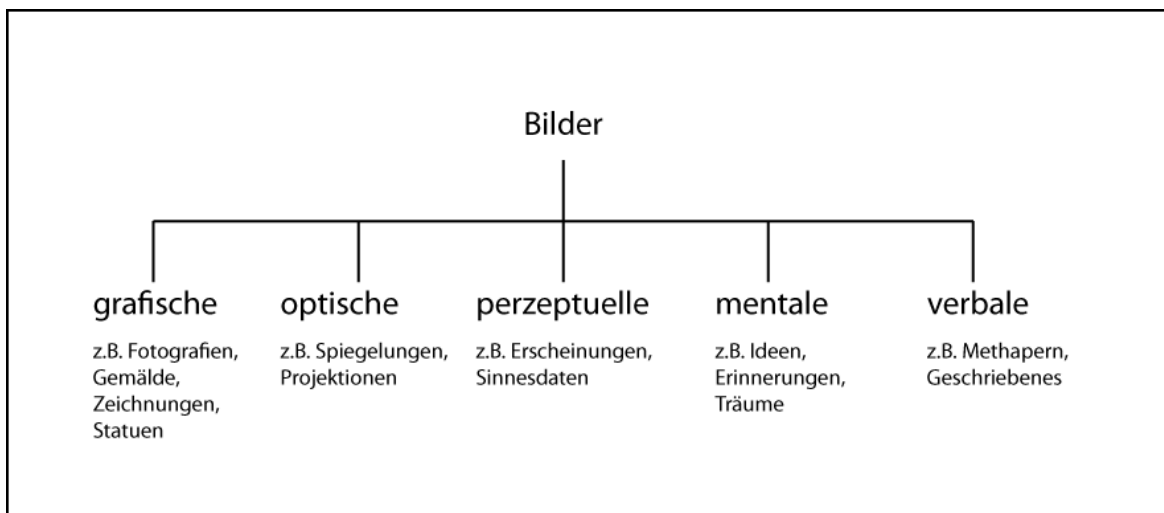 Bilder
grafische
z.B. Fotografien,
Gemälde,
Zeichnungen,
Statuen
optische
z.B. Spiegelungen,
Projektionen
perzeptuelle
z.B. Erscheinungen,
Sinnesdaten
mentale
z.B. Ideen,
Erinnerungen,
Träume
verbale
z.B. Methapern,
Geschriebenes